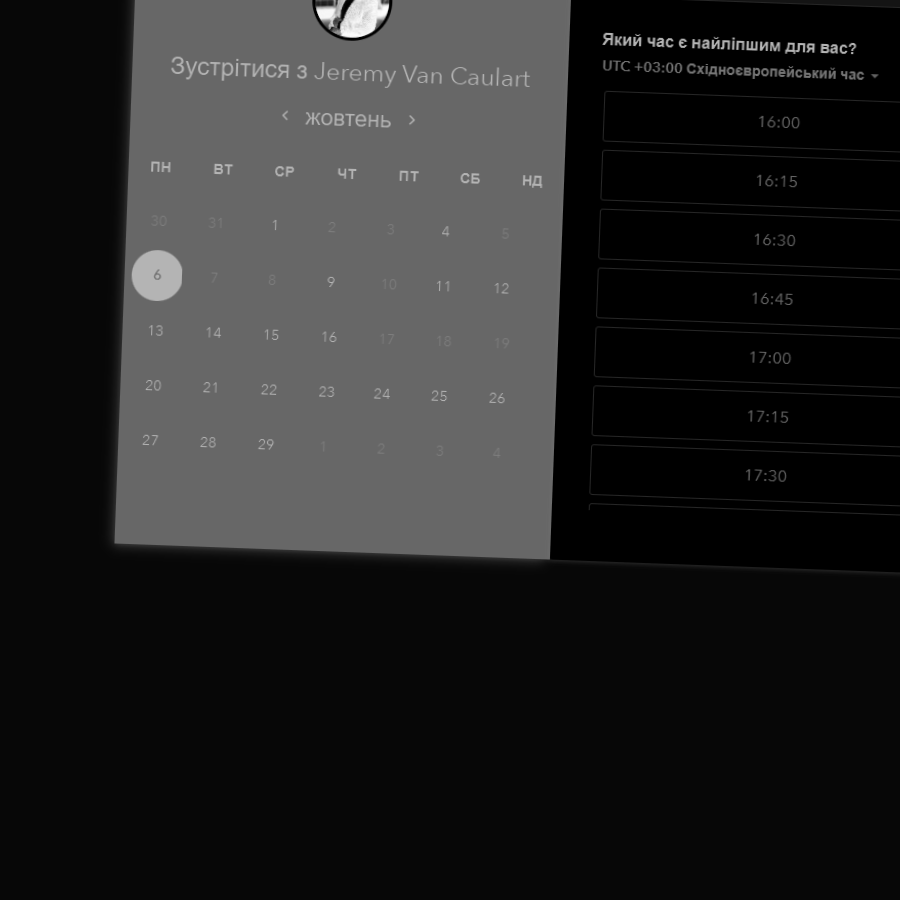 Зустрітися з Jeremy Van Caulart
жовтень
ПН ВТ СР ЧТ ПТ СБ НД
30 31 1 2 3 4 5
6 7 8 9 10 11 12
13 14 15 16 17 18 19
20 21 22 23 24 25 26
27 28 29 1 2 3 4
Який час є найліпшим для вас?
UTC +03:00 Східноєвропейський час
16:00
16:15
16:30
16:45
17:00
17:15
17:30